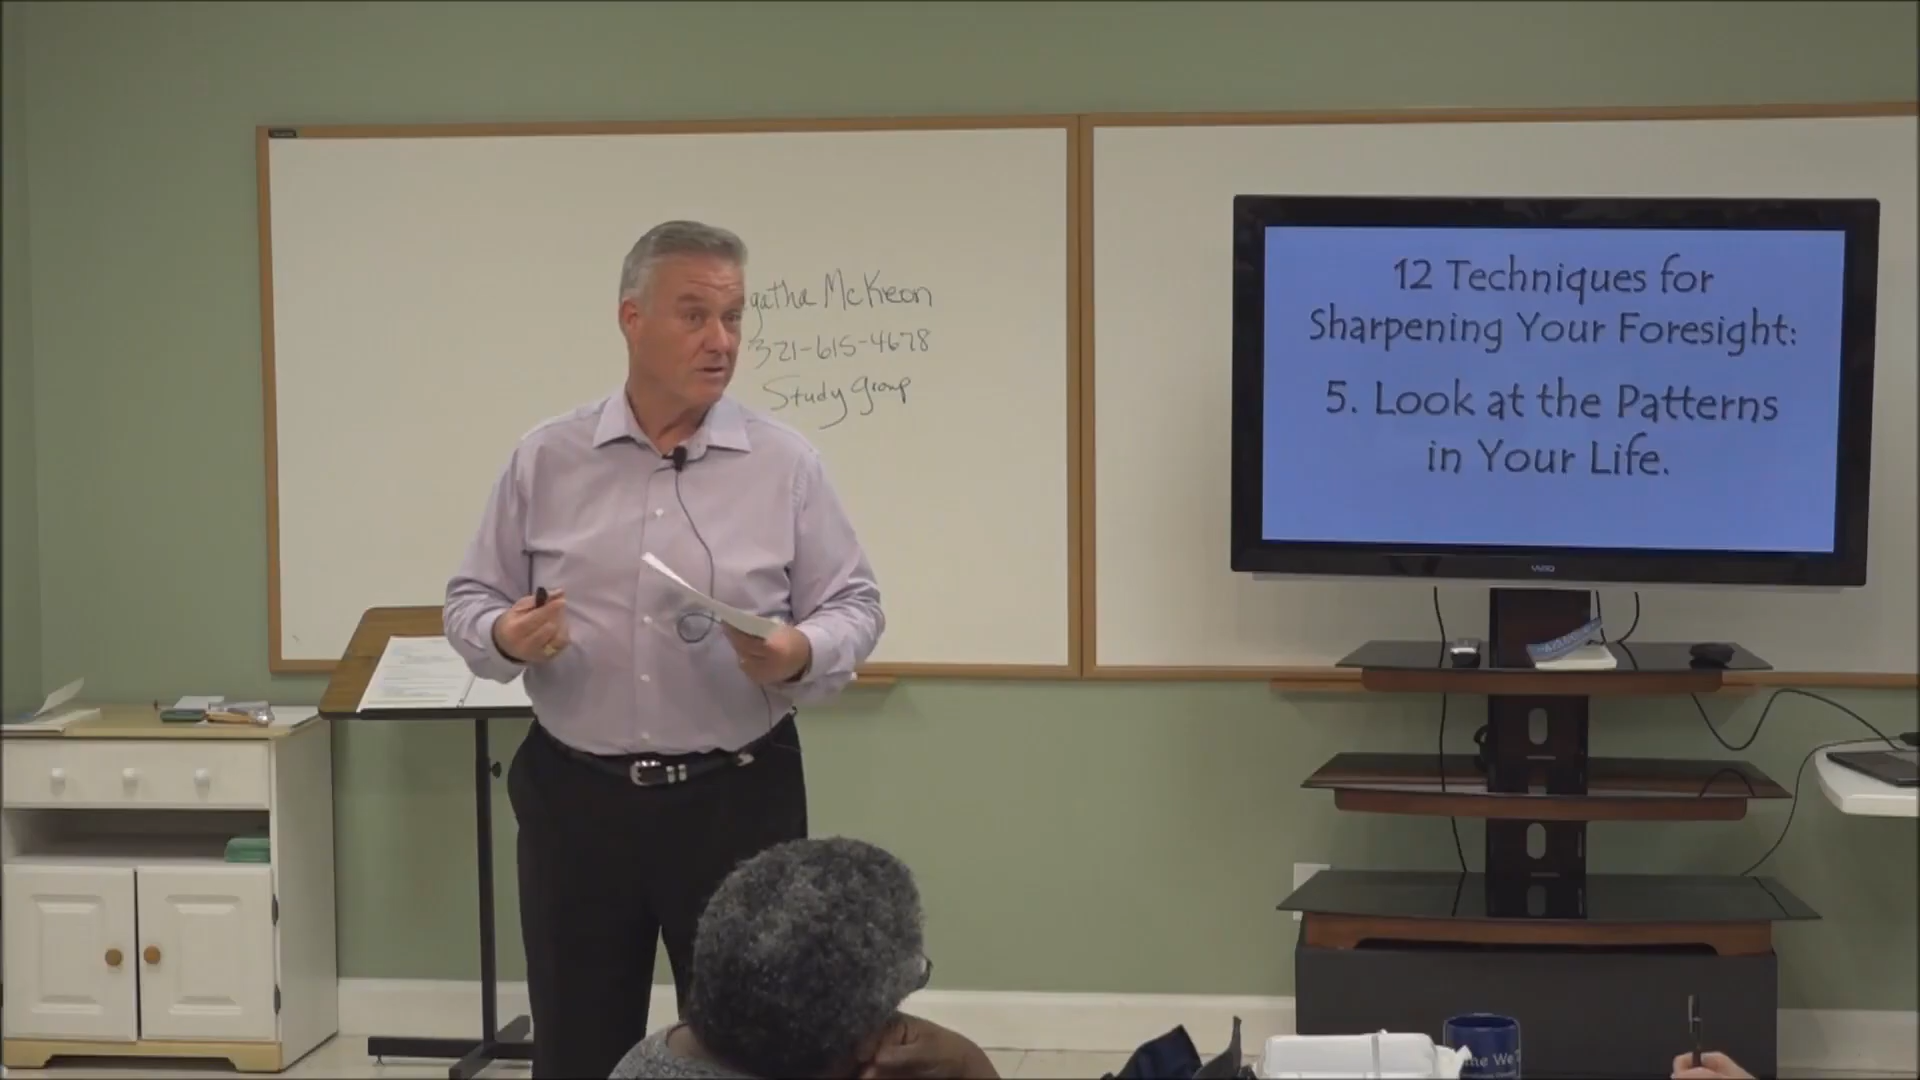 gatha McKeon
321-615-4678
Study Group
12 Techniques for
Sharpening Your Foresight:
5. Look at the Patterns
in Your Life.
VIZIO